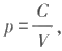 p = C/V,